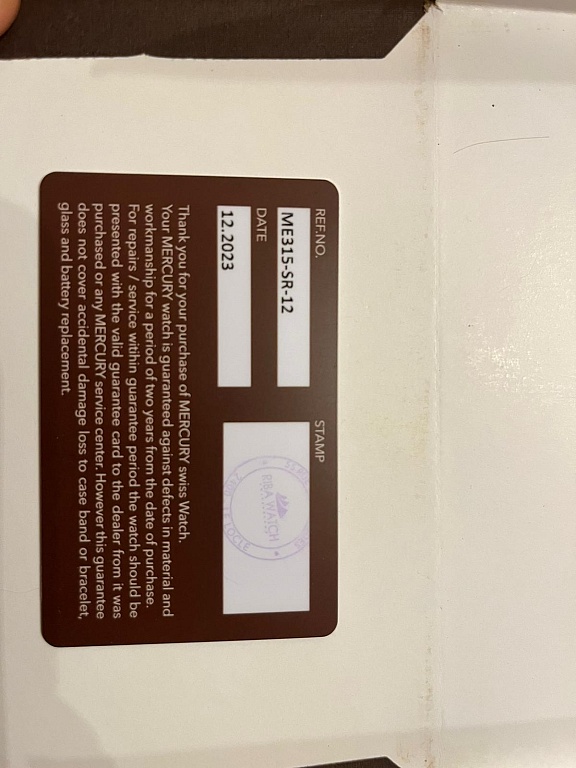 REF.NO.
ME315-SR-12
DATE
12.2023
STAMP
RIBA WATCH
2400
LE LOCLE
Thank you for your purchase of MERCURY swiss Watch.
Your MERCURY watch is guaranteed against defects in material and
workmanship for a period of two years from the date of purchase.
For repairs / service within guarantee period the watch should be
presented with the valid guarantee card to the dealer from it was
purchased or any MERCURY service center. However this guarantee
does not cover accidental damage loss to case band or bracelet,
glass and battery replacement.